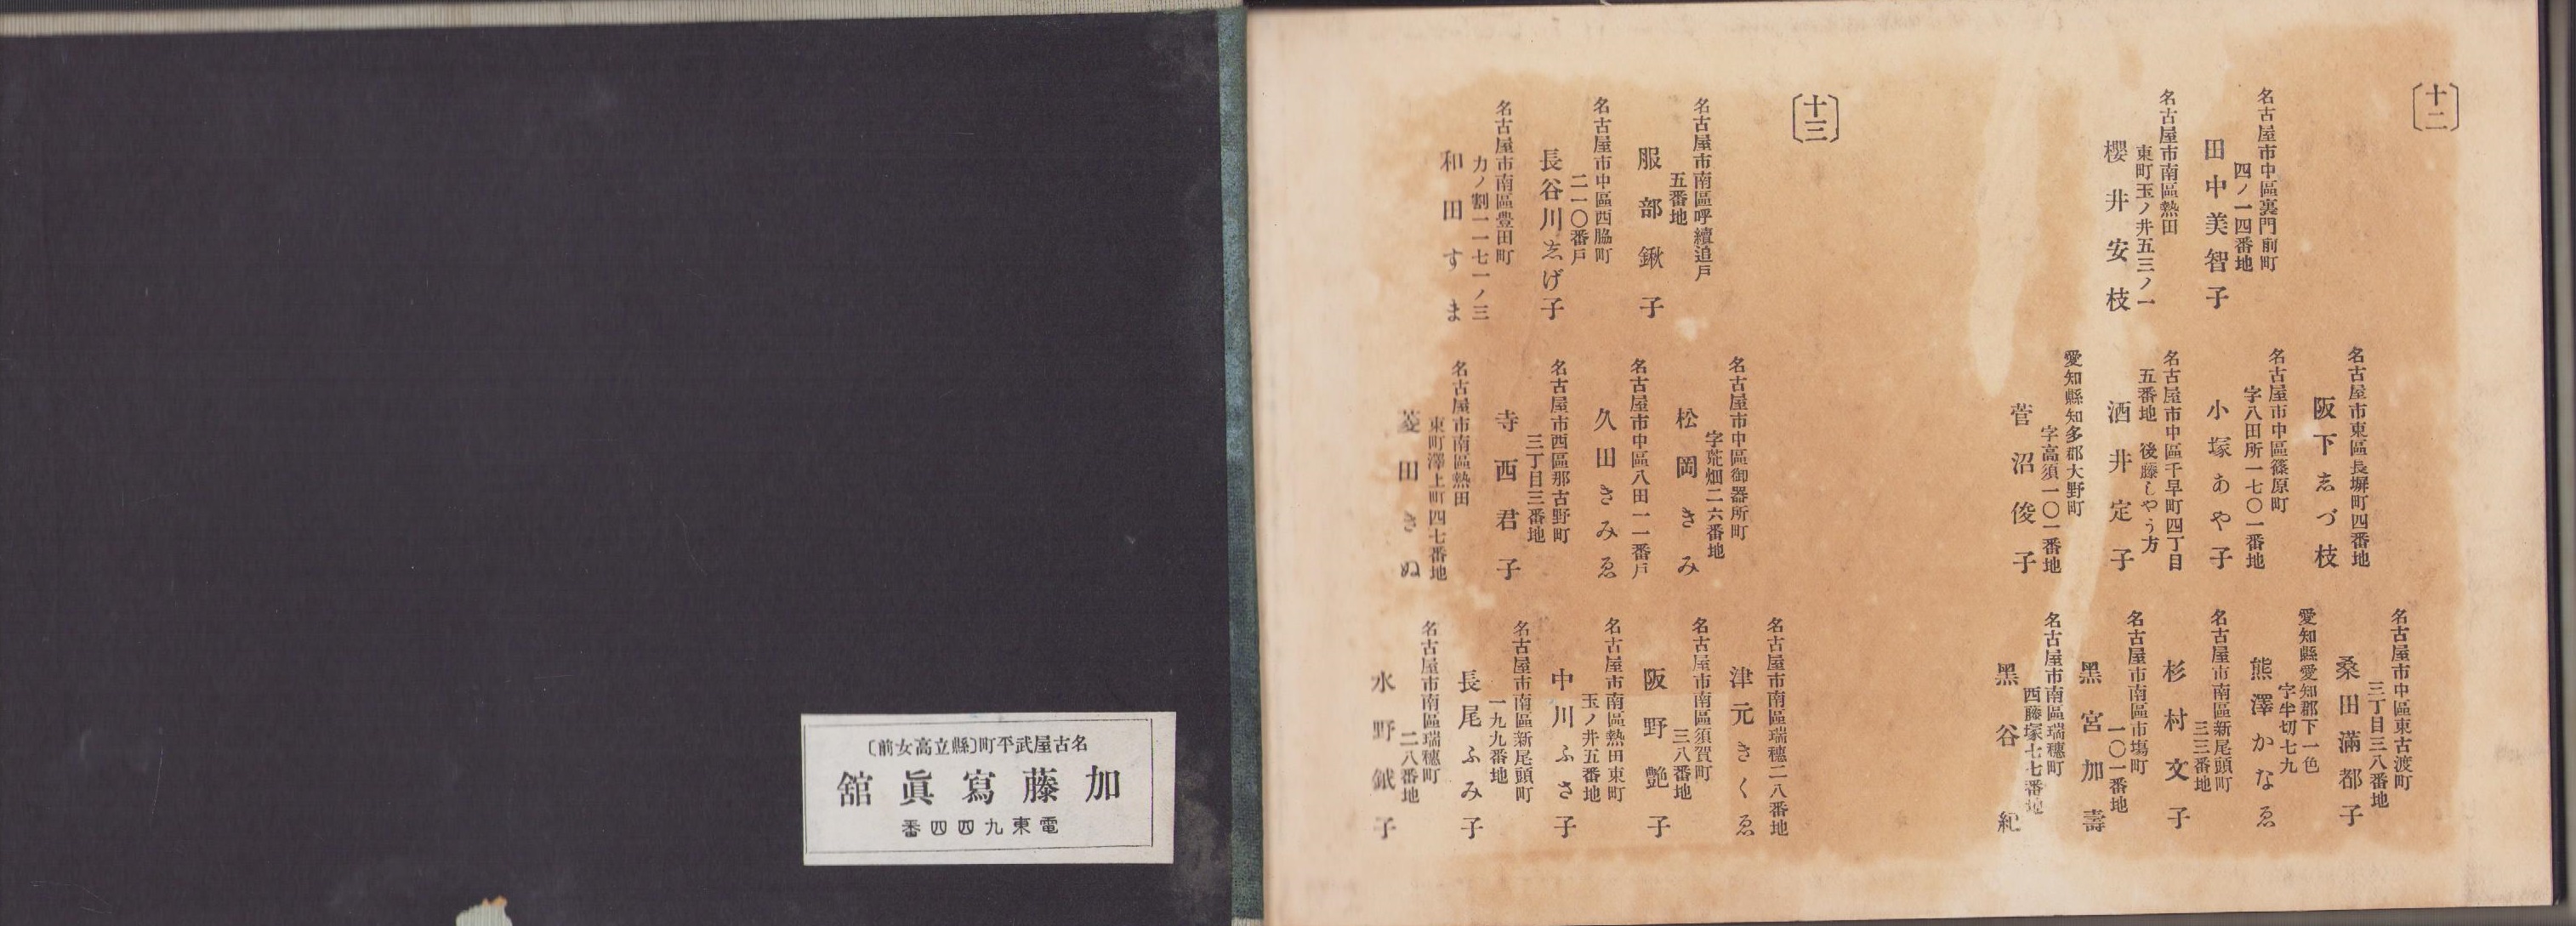 〔十二〕
名古屋市中區裏門前町
四ノ一四番地
田中美智子
名古屋市南區熱田
東町玉ノ井五三ノ一
櫻井安枝
名古屋市東區長塀町四番地
阪下志づ枝
名古屋市中區篠原町
字八田所一七〇一番地
小塚あや子
名古屋市中區千早町四丁目
五番地 後藤しやう方
酒井定子
愛知縣知多郡大野町
字高須一〇一番地
菅沼俊子
名古屋市中區東古渡町
三丁目三八番地
桑田滿都子
愛知縣愛知郡下一色
字半切七九
熊澤かなゑ
名古屋市南區新尾頭町
三三番地
杉村文子
名古屋市南區市塲町
一〇一番地
黑宮加壽
名古屋市南區瑞穗町
西藤塚七七番地
黑谷紀
〔十三〕
名古屋市南區呼續追戸
五番地
服部鍬子
名古屋市中區西脇町
二一〇番戸
長谷川志げ子
名古屋市南區豊田町
力ノ割一一七一ノ三
和田すま
名古屋市中區御器所町
字荒畑二六番地
松岡きみ
名古屋市中區八田一一番戸
久田きみゑ
名古屋市西區那古野町
三丁目三番地
寺西君子
名古屋市南區熱田
東町澤上町四七番地
菱田きぬ
名古屋市南區瑞穗二八番地
津元きくゑ
名古屋市南區須賀町
三八番地
阪野艶子
名古屋市南區熱田東町
玉ノ井五番地
中川ふさ子
名古屋市南區新尾頭町
一九九番地
長尾ふみ子
名古屋市南區瑞穗町
二八番地
水野鉞子
名古屋武平町〔縣立高女前〕
加藤寫眞舘
電東九四四番